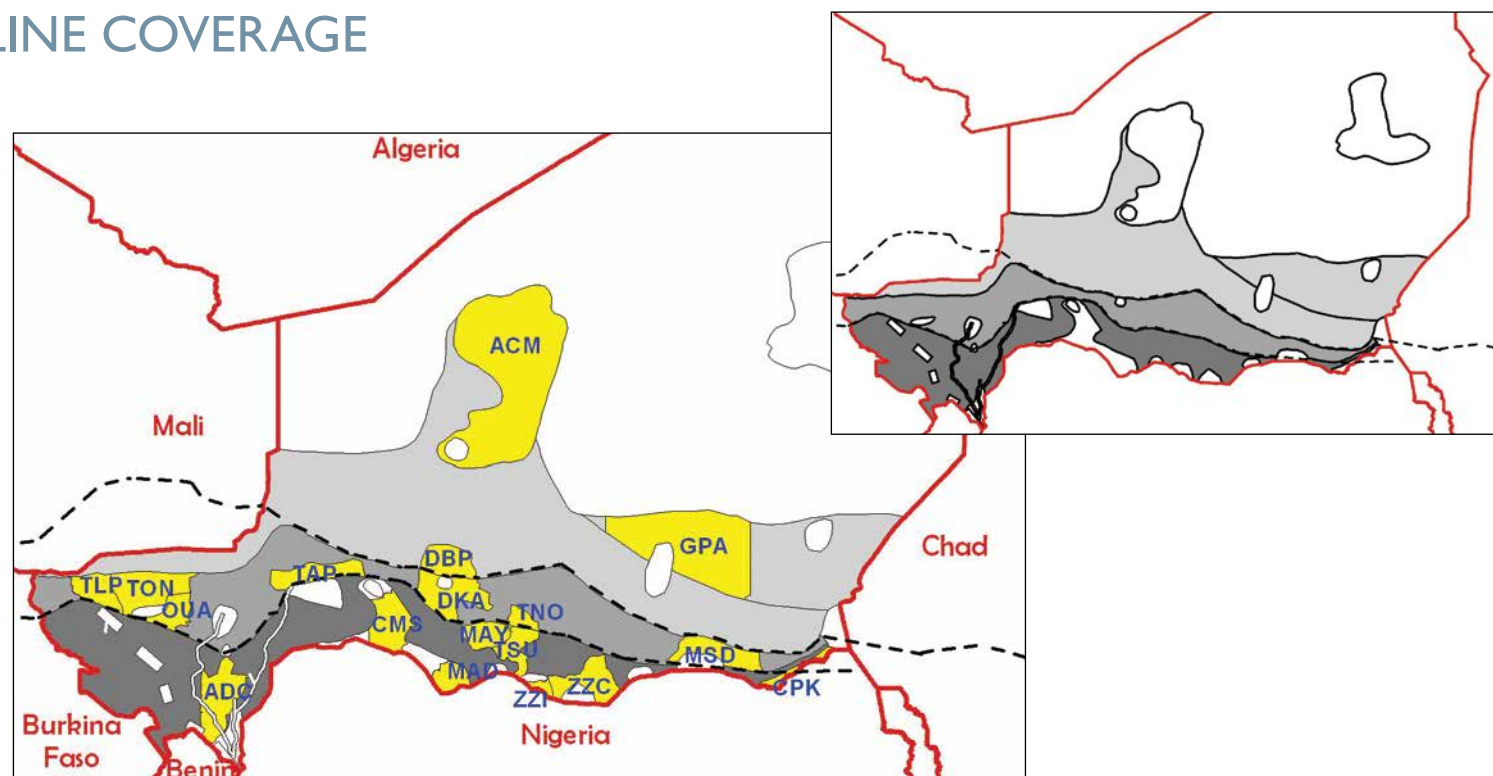 LINE COVERAGE
Algeria
ACM
Mali
GPA
Chad
DBP
TAP
TLP TON
DKA
OUA
TNO
CMS
MAY
TSU
MSD
MAD
ADC
ZZI
ZZC
CPK
Burkina
Faso
Nigeria
Benin